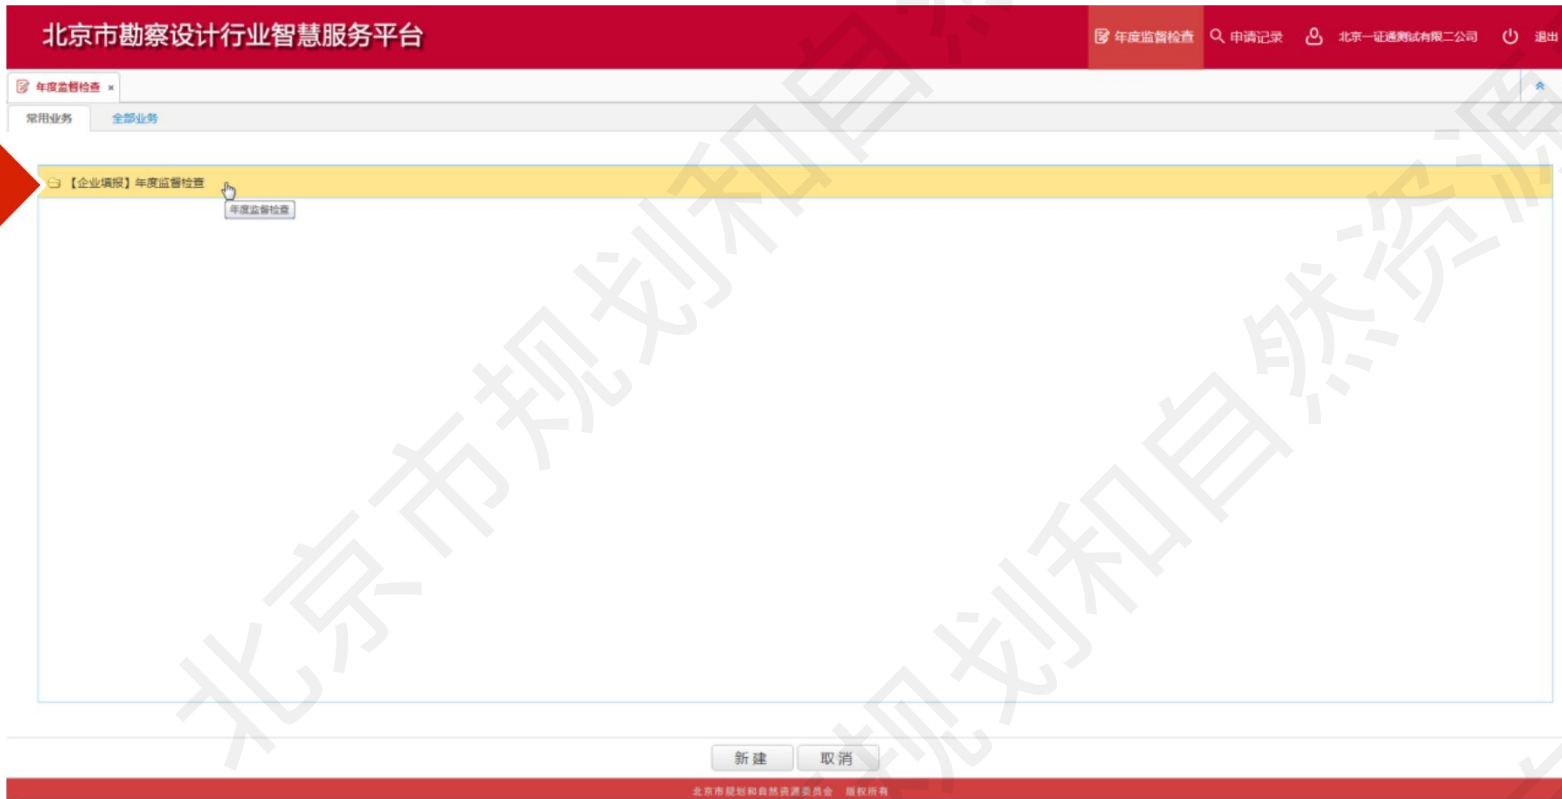 北京市勘察设计行业智慧服务平台
年度监督检查 申请记录 北京一证通测试有限二公司 退出
年度监督检查 ×
常用业务 全部业务
【企业填报】年度监督检查
年度监督检查
新建 取消
北京市规划和自然资源委员会 版权所有
北京市规划和自然
规划和自然资源